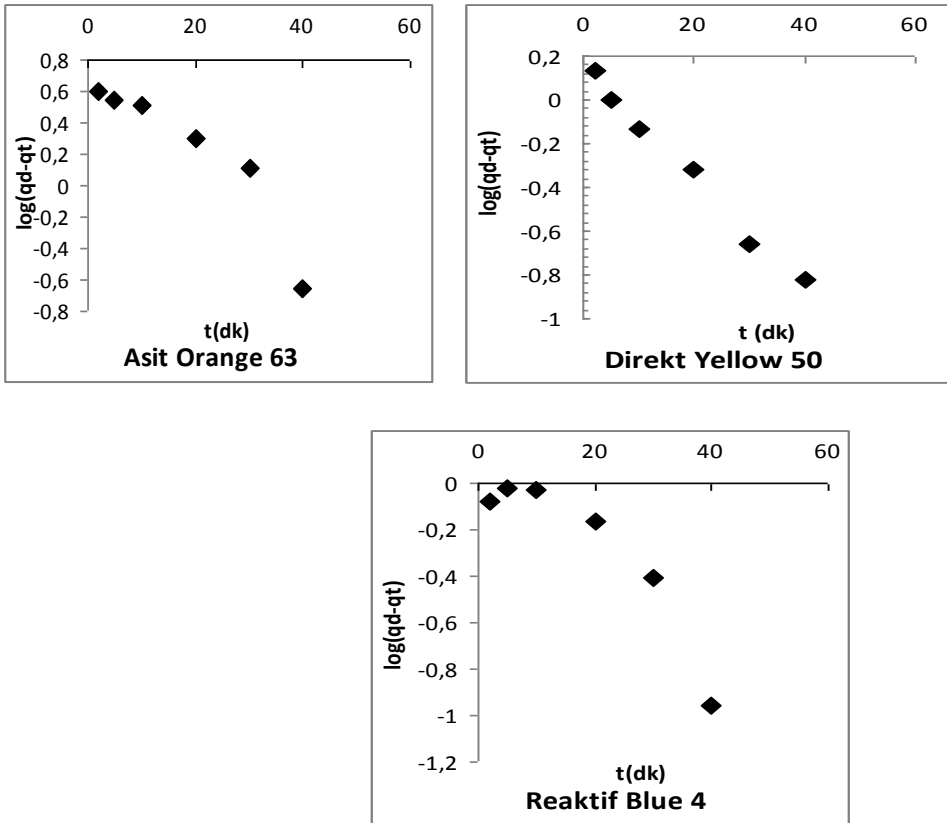 0 20 40 60
0,8
0,6
0,4
0,2
0
-0,2
-0,4
-0,6
-0,8
log(qd-qt)
t(dk)
Asit Orange 63
0 20 40 60
0,2
0
-0,2
-0,4
-0,6
-0,8
-1
log(qd-qt)
t (dk)
Direkt Yellow 50
0 20 40 60
0
-0,2
-0,4
-0,6
-0,8
-1
-1,2
log(qd-qt)
t(dk)
Reaktif Blue 4